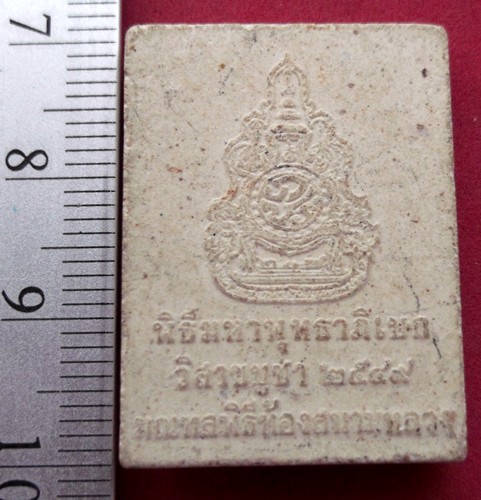 7
8
9
10
พิธีมหาพุทธาภิเษก
วิสาขบูชา ๒๕๔๙
มณฑลพิธีท้องสนามหลวง